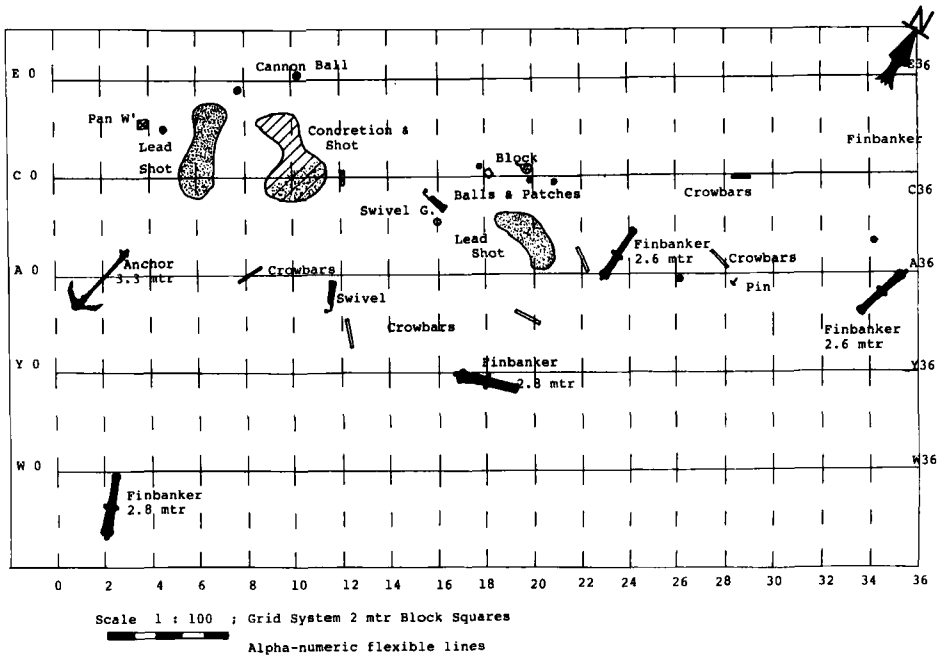 N
E 0
E36
Cannon Ball
Pan W'
Lead
Shot
Condretion &
Shot
Finbanker
Block
C 0
C36
Balls & Patches
Crowbars
Swivel G.
Lead
Shot
Finbanker
2.6 mtr
Crowbars
Anchor
3.3 mtr
A 0
A36
Crowbars
Pin
Swivel
Crowbars
Finbanker
2.6 mtr
Finbanker
2.8 mtr
Y 0
Y36
W 0
W36
Finbanker
2.8 mtr
0 2 4 6 8 10 12 14 16 18 20 22 24 26 28 30 32 34 36
Scale 1 : 100 ; Grid System 2 mtr Block Squares
Alpha-numeric flexible lines